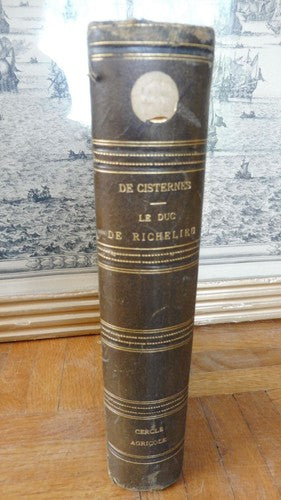 DE CISTERNES
LE DUC
DE RICHELIEU
CERCLE
AGRICOLE